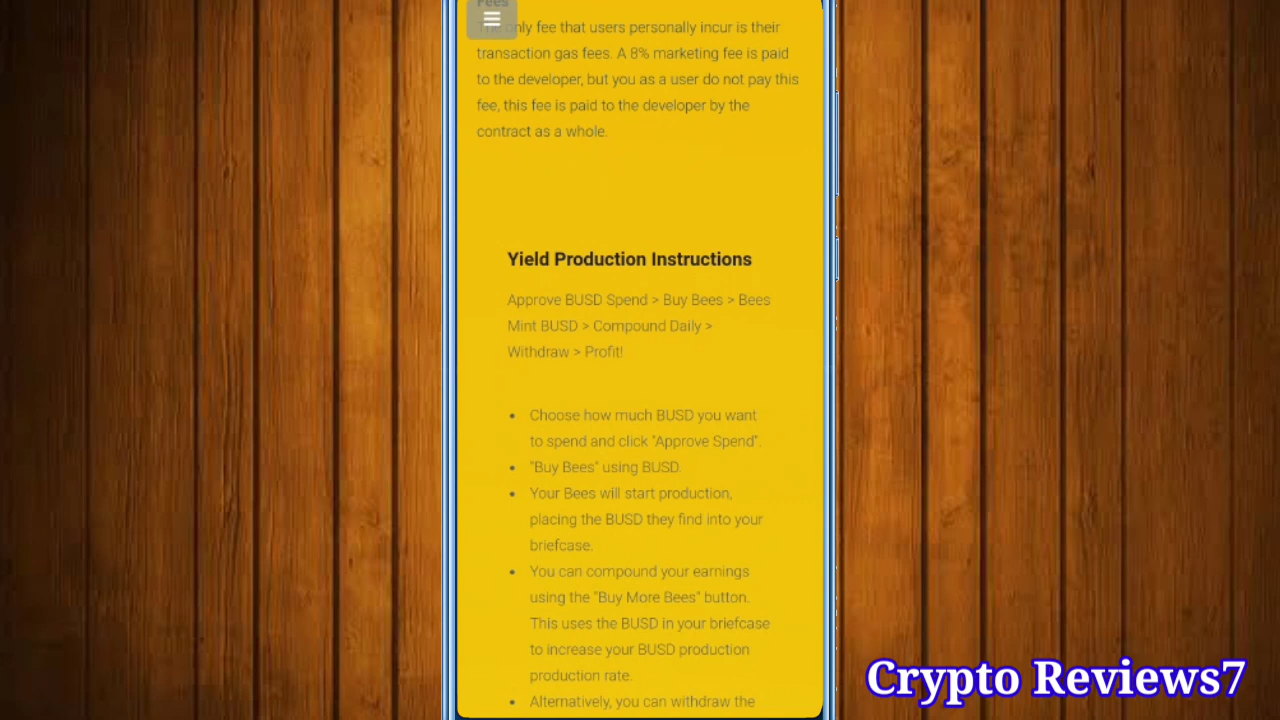 Fees
The only fee that users personally incur is their
transaction gas fees. A 8% marketing fee is paid
to the developer, but you as a user do not pay this
fee, this fee is paid to the developer by the
contract as a whole.
Yield Production Instructions
Approve BUSD Spend > Buy Bees > Bees
Mint BUSD > Compound Daily >
Withdraw > Profit!
• Choose how much BUSD you want
to spend and click "Approve Spend".
• "Buy Bees" using BUSD.
• Your Bees will start production,
placing the BUSD they find into your
briefcase.
• You can compound your earnings
using the "Buy More Bees" button.
This uses the BUSD in your briefcase
to increase your BUSD production
production rate.
• Alternatively, you can withdraw the
Crypto Reviews7